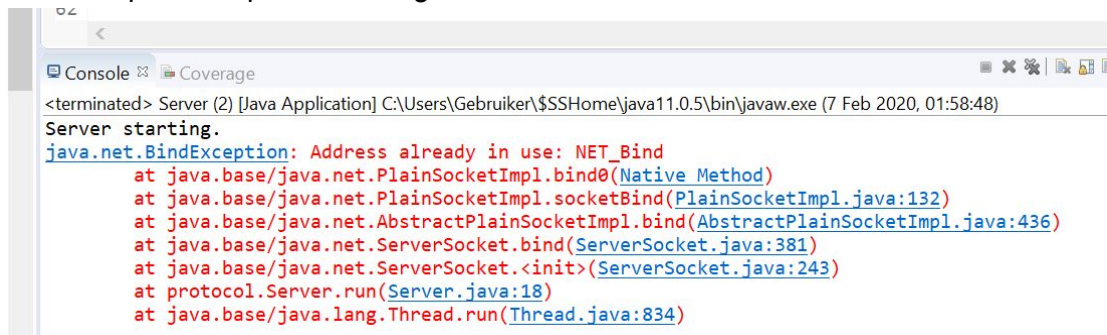 62
Console Coverage
<terminated> Server (2) [Java Application] C:\Users\Gebruiker\$SSHome\java11.0.5\bin\javaw.exe (7 Feb 2020, 01:58:48)
Server starting.
java.net.BindException: Address already in use: NET_Bind
at java.base/java.net.PlainSocketImpl.bind0(Native Method)
at java.base/java.net.PlainSocketImpl.socketBind(PlainSocketImpl.java:132)
at java.base/java.net.AbstractPlainSocketImpl.bind(AbstractPlainSocketImpl.java:436)
at java.base/java.net.ServerSocket.bind(ServerSocket.java:381)
at java.base/java.net.ServerSocket.<init>(ServerSocket.java:243)
at protocol.Server.run(Server.java:18)
at java.base/java.lang.Thread.run(Thread.java:834)